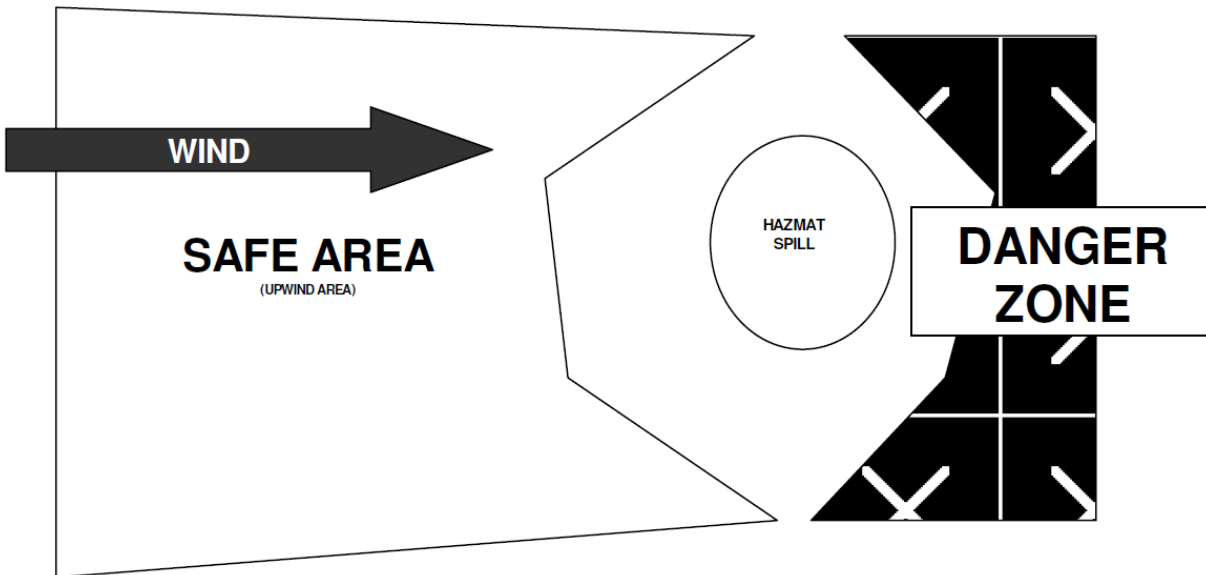 WIND
SAFE AREA
(UPWIND AREA)
HAZMAT
SPILL
DANGER
ZONE